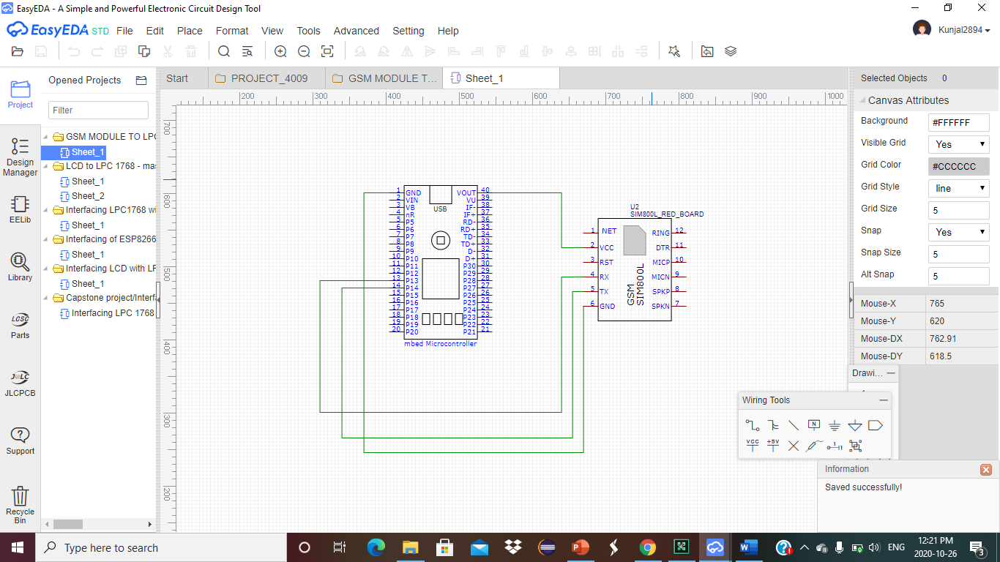 EasyEDA - A Simple and Powerful Electronic Circuit Design Tool
EasyEDA STD File Edit Place Format View Tools Advanced Setting Help
Kunjal2894
Project
Design
Manager
EELib
Library
LCSC
Parts
J@LC
JLCPCB
Support
Recycle
Bin
Opened Projects
Filter
GSM MODULE TO LPC
Sheet_1
LCD to LPC 1768 - ma
Sheet_1
Sheet_2
Interfacing LPC1768 wi
Sheet_1
Interfacing of ESP8266
Sheet_1
Interfacing LCD with LF
Sheet_1
Capstone project/Interf
Interfacing LPC 1768
Start PROJECT_4009 GSM MODULE T... Sheet_1
200 300 400 500 600 700 800 900 1000
700
600
500
400
300
200
1 GND VOUT 40
2 VIN VU 39
3 VB IF- 38
4 nR IF+ 37
5 P5 RD- 36
6 P6 RD+ 35
7 P7 TD- 34
8 P8 TD+ 33
9 P9 D- 32
10 P10 D+ 31
11 P11 P30 30
12 P12 P29 29
13 P13 P28 28
14 P14 P27 27
15 P15 P26 26
16 P16 P25 25
17 P17 P24 24
18 P18 P23 23
19 P19 P22 22
20 P20 P21 21
USB
mbed Microcontroller
U2
SIM800L_RED_BOARD
1 NET RING 12
2 VCC DTR 11
3 RST MICP 10
4 RX MICN 9
5 TX SPKP 8
6 GND SPKN 7
GSM
SIM800L
Selected Objects 0
Canvas Attributes
Background #FFFFFF
Visible Grid Yes
Grid Color #CCCCCC
Grid Style line
Grid Size 5
Snap Yes
Snap Size 5
Alt Snap 5
Mouse-X 765
Mouse-Y 620
Mouse-DX 762.91
Mouse-DY 618.5
Drawi...
Wiring Tools
N
VCC +5V 1
Information
Saved successfully!
Type here to search
ENG
12:21 PM
2020-10-26
3